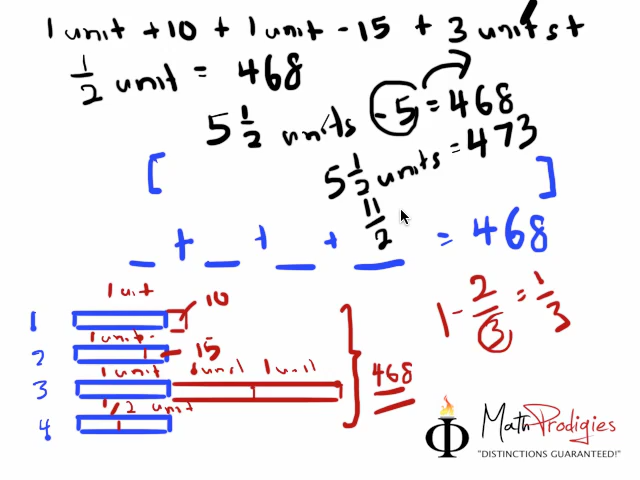 1 unit + 10 + 1 unit - 15 + 3 units +
1/2 unit = 468
5 1/2 units - 5 = 468
5 1/2 units = 473
11/2
[ ]
_ + _ + _ + _ = 468
1 unit
1 10
1 - 2/3 = 1/3
1 unit
2 15
1 unit 1 unit 1 unit
3 468
1/2 unit
4
Φ Math Prodigies
"DISTINCTIONS GUARANTEED!"